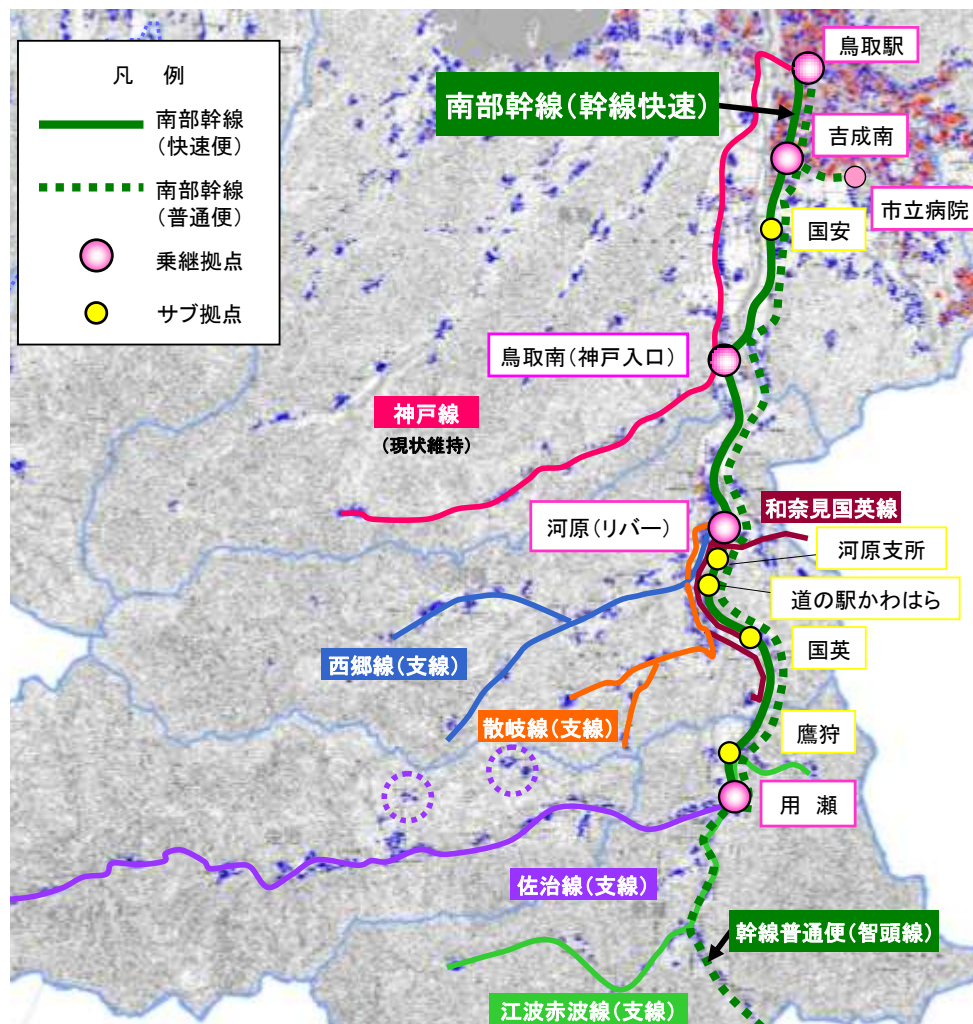 凡 例
南部幹線
(快速便)
南部幹線
(普通便)
乗継拠点
サブ拠点
鳥取駅
南部幹線(幹線快速)
吉成南
市立病院
国安
鳥取南(神戸入口)
神戸線
(現状維持)
和奈見国英線
河原(リバー)
河原支所
道の駅かわはら
西郷線(支線)
国英
散岐線(支線)
鷹狩
用 瀬
佐治線(支線)
幹線普通便(智頭線)
江波赤波線(支線)